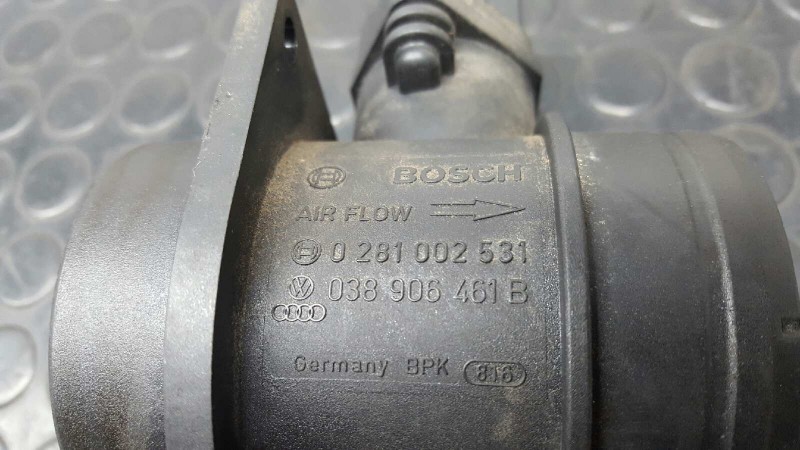 BOSCH
AIR FLOW
0 281 002 531
038 906 461 B
Germany BPK 816